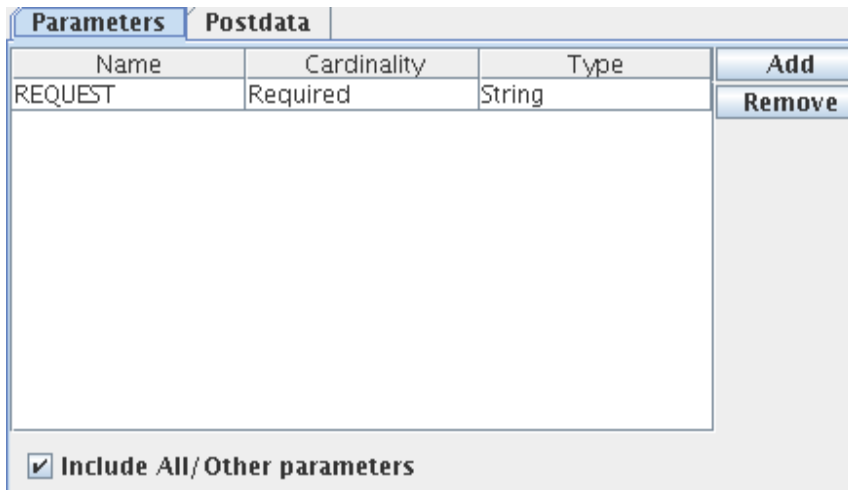 Parameters Postdata
Name Cardinality Type Add
REQUEST Required String Remove
Include All/Other parameters